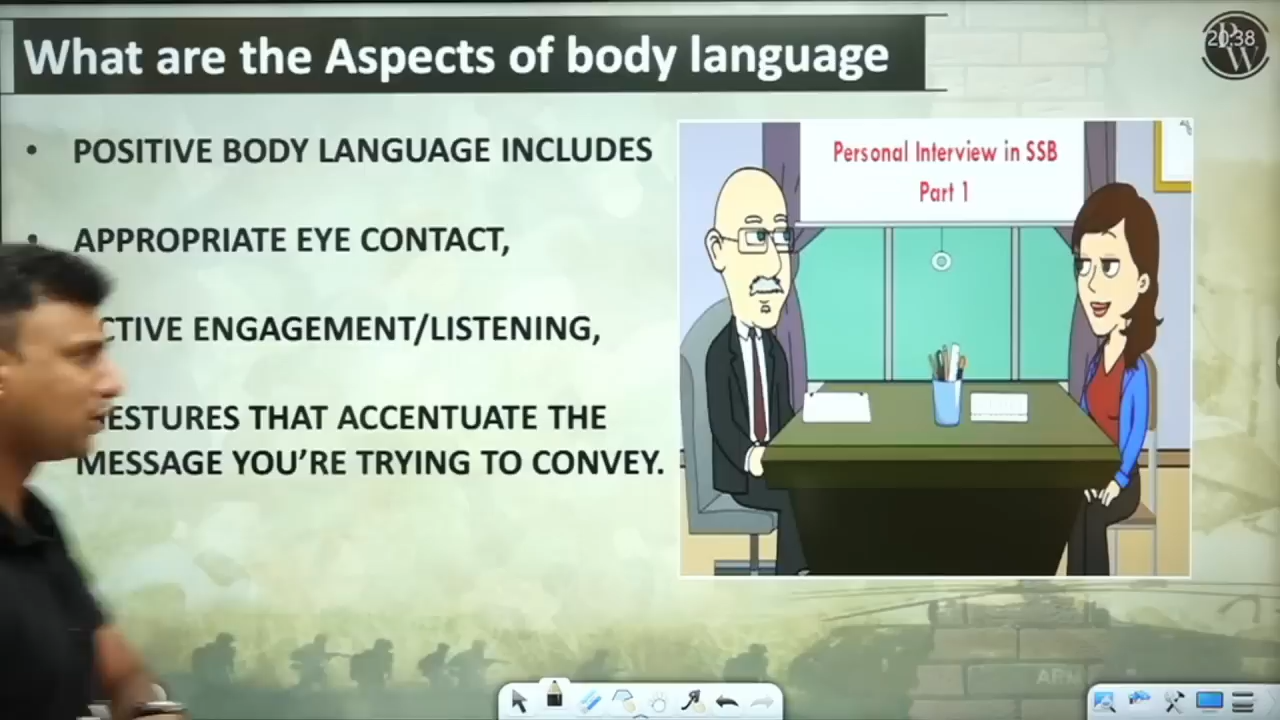 What are the Aspects of body language
20:38
PW
• POSITIVE BODY LANGUAGE INCLUDES
• APPROPRIATE EYE CONTACT,
CTIVE ENGAGEMENT/LISTENING,
ESTURES THAT ACCENTUATE THE
MESSAGE YOU'RE TRYING TO CONVEY.
Personal Interview in SSB
Part 1